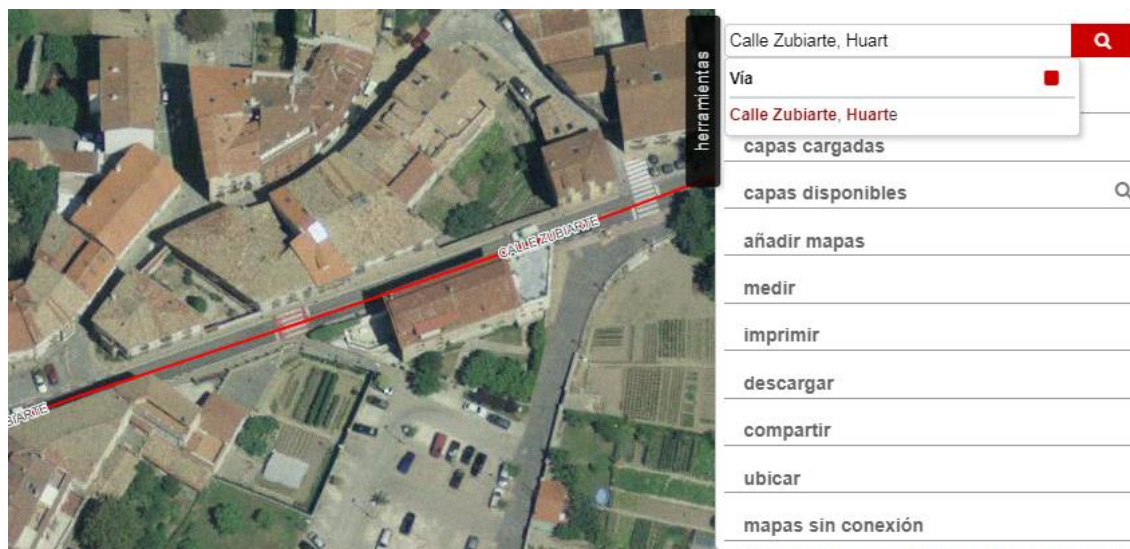 CALLE ZUBIARTE
BIARTE
herramientas
Calle Zubiarte, Huart
Vía
Calle Zubiarte, Huarte
capas cargadas
capas disponibles
añadir mapas
medir
imprimir
descargar
compartir
ubicar
mapas sin conexión